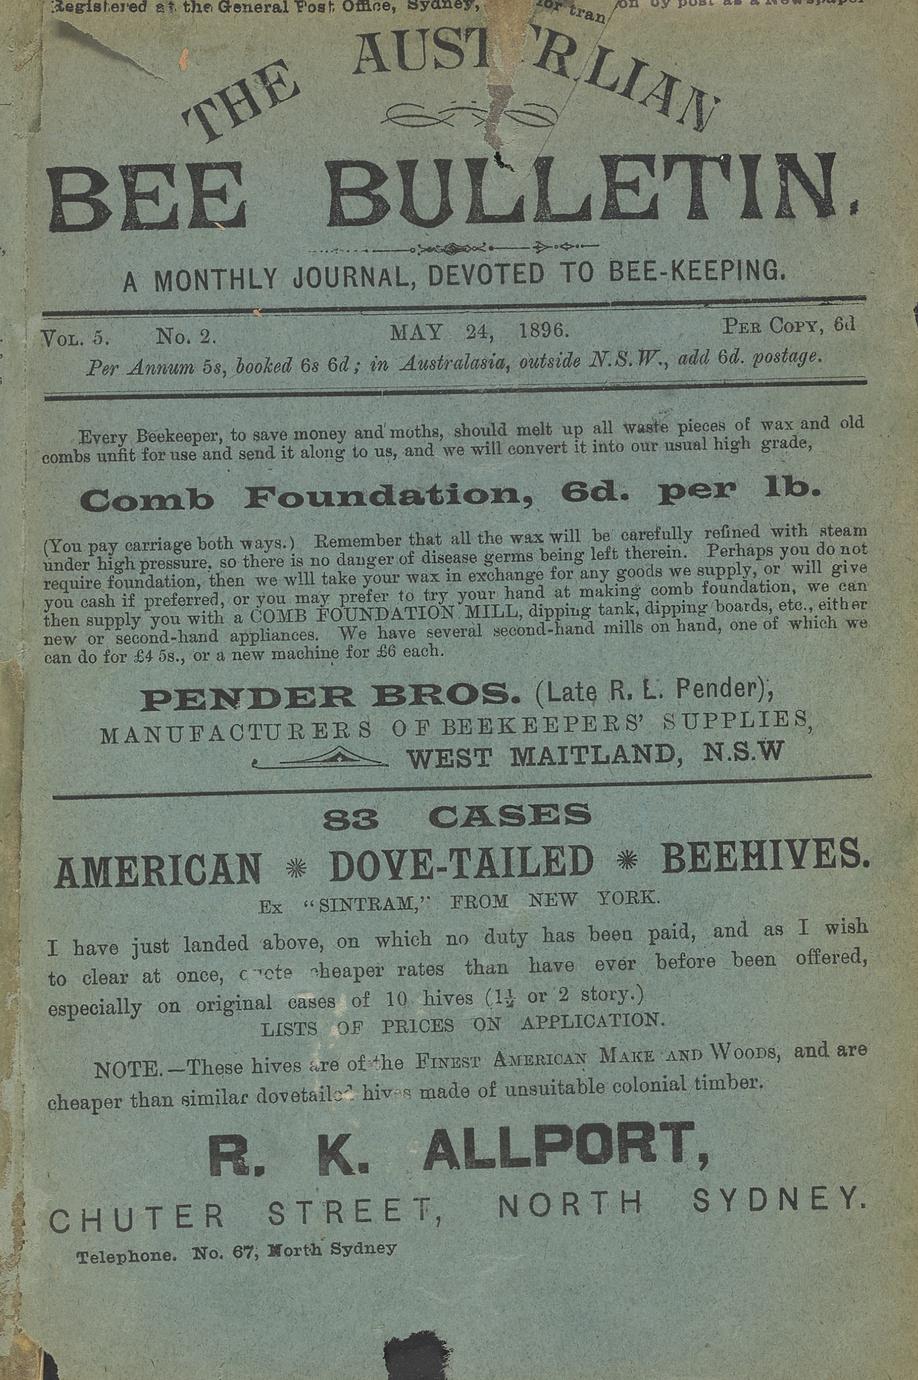 Registered at the General Post Office, Sydney, for tran on by post as a Newspaper
THE AUSTRLIAN
BEE BULLETIN.
A MONTHLY JOURNAL, DEVOTED TO BEE-KEEPING.
VOL. 5. No. 2. MAY 24, 1896. PER COPY, 6d
Per Annum 5s, booked 6s 6d; in Australasia, outside N.S.W., add 6d. postage.
Every Beekeeper, to save money and moths, should melt up all waste pieces of wax and old
combs unfit for use and send it along to us, and we will convert it into our usual high grade,
Comb Foundation, 6d. per lb.
(You pay carriage both ways.) Remember that all the wax will be carefully refined with steam
under high pressure, so there is no danger of disease germs being left therein. Perhaps you do not
require foundation, then we will take your wax in exchange for any goods we supply, or will give
you cash if preferred, or you may prefer to try your hand at making comb foundation, we can
then supply you with a COMB FOUNDATION MILL, dipping tank, dipping boards, etc., either
new or second-hand appliances. We have several second-hand mills on hand, one of which we
can do for £4 5s., or a new machine for £6 each.
PENDER BROS. (Late R. L. Pender),
MANUFACTURERS OF BEEKEEPERS' SUPPLIES,
WEST MAITLAND, N.S.W
83 CASES
AMERICAN * DOVE-TAILED * BEEHIVES.
Ex "SINTRAM," FROM NEW YORK.
I have just landed above, on which no duty has been paid, and as I wish
to clear at once, cheaper rates than have ever before been offered,
especially on original cases of 10 hives (1½ or 2 story.)
LISTS OF PRICES ON APPLICATION.
NOTE.—These hives are of the FINEST AMERICAN MAKE AND WOODS, and are
cheaper than similar dovetailed hives made of unsuitable colonial timber.
R. K. ALLPORT,
CHUTER STREET, NORTH SYDNEY.
Telephone. No. 67, North Sydney